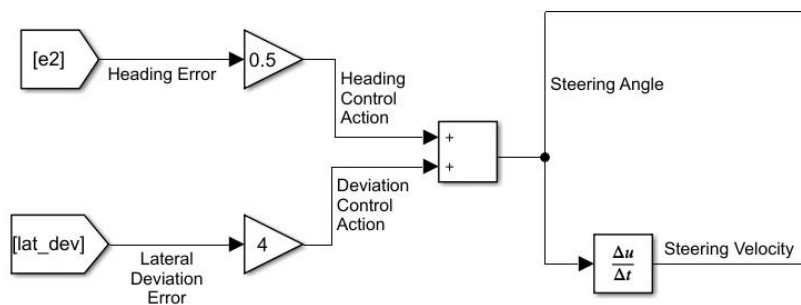 [e2]
Heading Error
0.5
Heading
Control
Action
Steering Angle
+
+
Deviation
Control
Action
[lat_dev]
Lateral
Deviation
Error
4
Δu
Δt
Steering Velocity